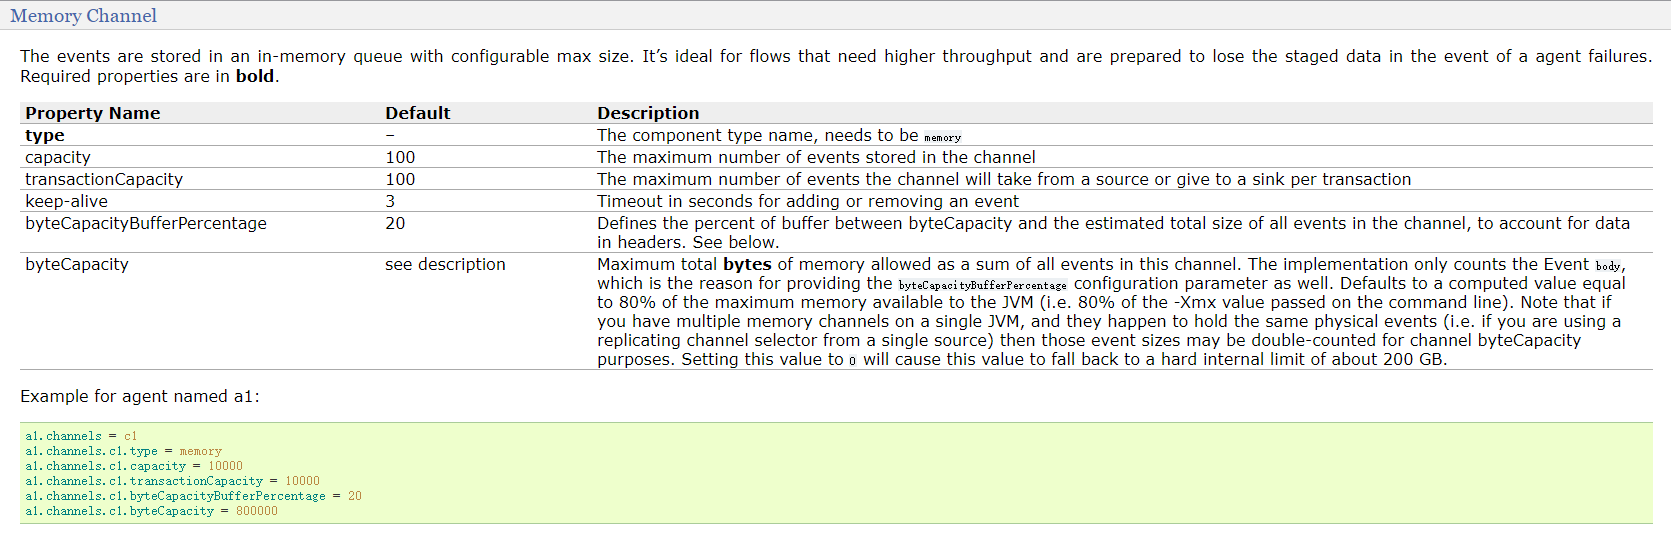 Memory Channel
The events are stored in an in-memory queue with configurable max size. It’s ideal for flows that need higher throughput and are prepared to lose the staged data in the event of a agent failures.
Required properties are in bold.
Property Name Default Description
type – The component type name, needs to be memory
capacity 100 The maximum number of events stored in the channel
transactionCapacity 100 The maximum number of events the channel will take from a source or give to a sink per transaction
keep-alive 3 Timeout in seconds for adding or removing an event
byteCapacityBufferPercentage 20 Defines the percent of buffer between byteCapacity and the estimated total size of all events in the channel, to account for data
in headers. See below.
byteCapacity see description Maximum total bytes of memory allowed as a sum of all events in this channel. The implementation only counts the Event body,
which is the reason for providing the byteCapacityBufferPercentage configuration parameter as well. Defaults to a computed value equal
to 80% of the maximum memory available to the JVM (i.e. 80% of the -Xmx value passed on the command line). Note that if
you have multiple memory channels on a single JVM, and they happen to hold the same physical events (i.e. if you are using a
replicating channel selector from a single source) then those event sizes may be double-counted for channel byteCapacity
purposes. Setting this value to 0 will cause this value to fall back to a hard internal limit of about 200 GB.
Example for agent named a1:
a1.channels = c1
a1.channels.c1.type = memory
a1.channels.c1.capacity = 10000
a1.channels.c1.transactionCapacity = 10000
a1.channels.c1.byteCapacityBufferPercentage = 20
a1.channels.c1.byteCapacity = 800000